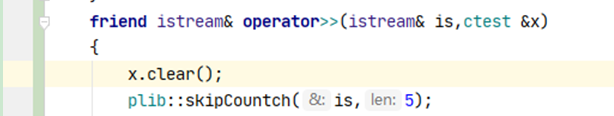 friend istream& operator>>(istream& is,ctest &x)
{
x.clear();
plib::skipCountch( &: is, len: 5);